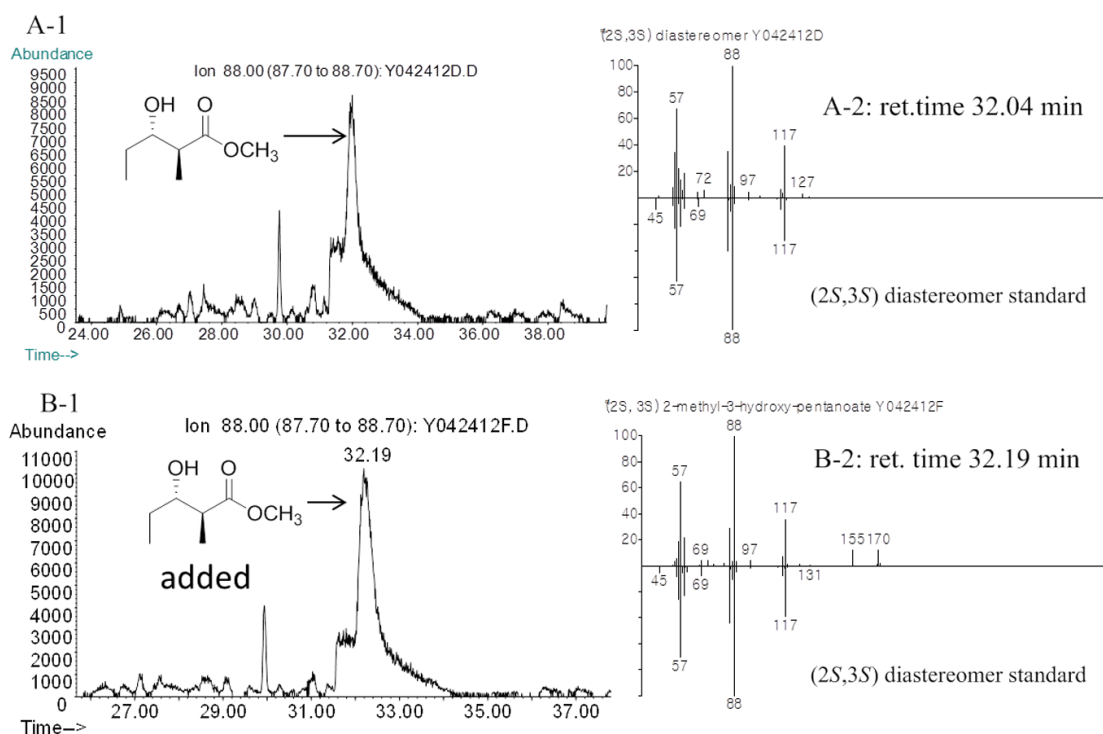 A-1
Abundance
Ion 88.00 (87.70 to 88.70): Y042412D.D
9500
9000
8500
8000
7500
7000
6500
6000
5500
5000
4500
4000
3500
3000
2500
2000
1500
1000
500
0
OH
O
OCH3
24.00 26.00 28.00 30.00 32.00 34.00 36.00 38.00
Time-->
(2S,3S) diastereomer Y042412D
100
80
60
40
20
88
57
117
72
97
127
A-2: ret.time 32.04 min
45
69
117
57
88
(2S,3S) diastereomer standard
B-1
Abundance
Ion 88.00 (87.70 to 88.70): Y042412F.D
11000
10000
9000
8000
7000
6000
5000
4000
3000
2000
1000
0
32.19
OH
O
OCH3
added
27.00 29.00 31.00 33.00 35.00 37.00
Time-->
(2S, 3S) 2-methyl-3-hydroxy-pentanoate Y042412F
100
80
60
40
20
88
57
117
69
97
155 170
B-2: ret. time 32.19 min
45
69
131
117
57
88
(2S,3S) diastereomer standard